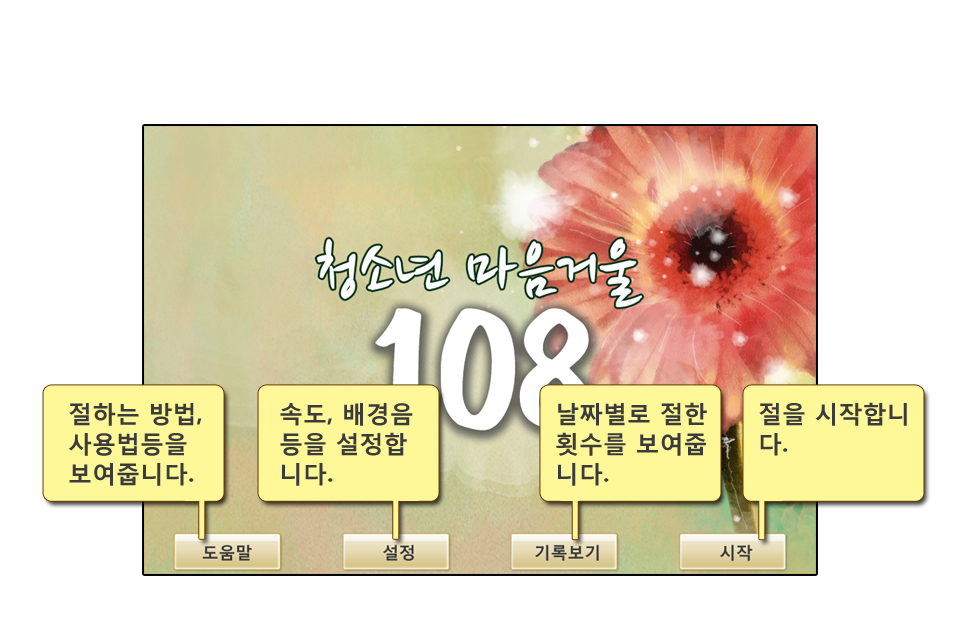 청소년 마음거울
108
절하는 방법,
사용법등을
보여줍니다.
속도, 배경음
등을 설정합
니다.
날짜별로 절한
횟수를 보여줍
니다.
절을 시작합니
다.
도움말
설정
기록보기
시작